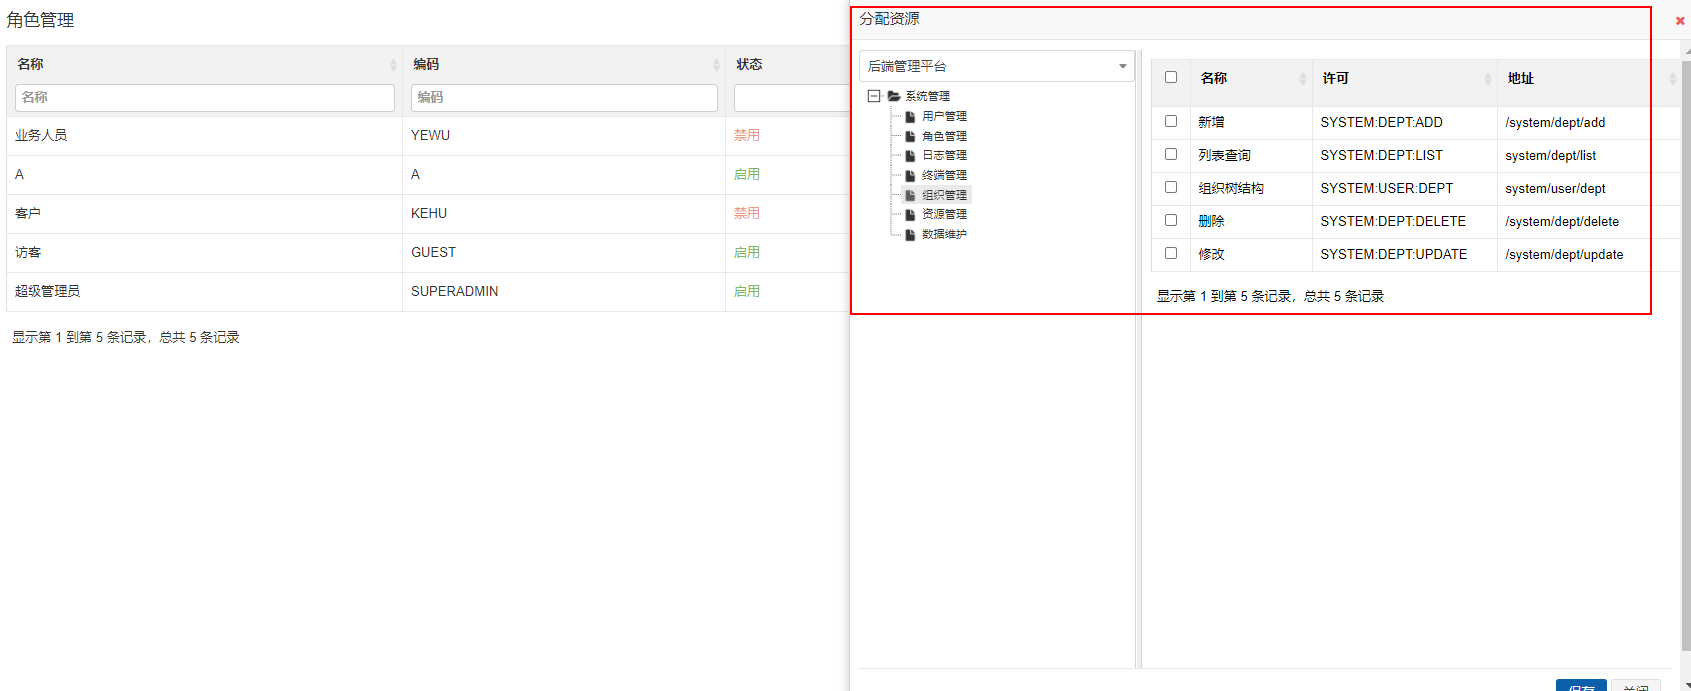 角色管理
名称 编码 状态
名称 编码
业务人员 YEWU 禁用
A A 启用
客户 KEHU 禁用
访客 GUEST 启用
超级管理员 SUPERADMIN 启用
显示第 1 到第 5 条记录，总共 5 条记录
分配资源
后端管理平台
系统管理
用户管理
角色管理
日志管理
终端管理
组织管理
资源管理
数据维护
名称 许可 地址
新增 SYSTEM:DEPT:ADD /system/dept/add
列表查询 SYSTEM:DEPT:LIST system/dept/list
组织树结构 SYSTEM:USER:DEPT system/user/dept
删除 SYSTEM:DEPT:DELETE /system/dept/delete
修改 SYSTEM:DEPT:UPDATE /system/dept/update
显示第 1 到第 5 条记录，总共 5 条记录
保存 关闭